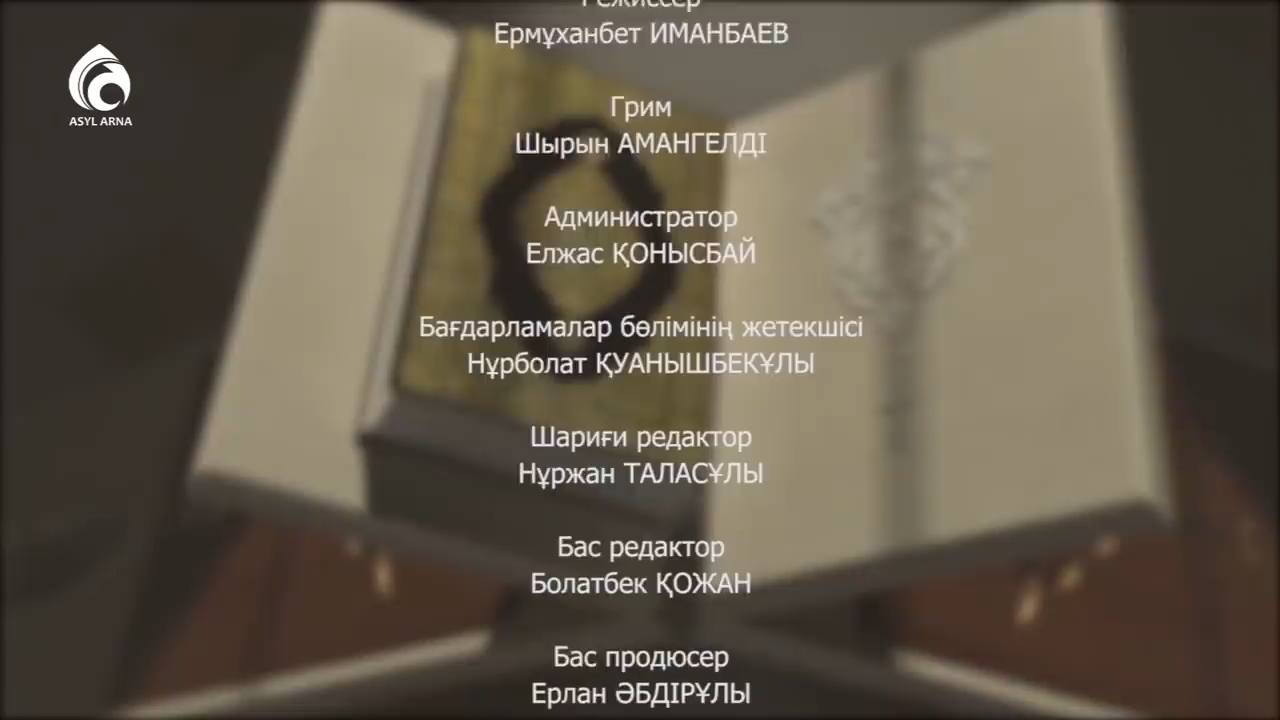 Режиссер
Ермұханбет ИМАНБАЕВ
ASYL ARNA
Грим
Шырын АМАНГЕЛДІ
Администратор
Елжас ҚОНЫСБАЙ
Бағдарламалар бөлімінің жетекшісі
Нұрболат ҚУАНЫШБЕКҰЛЫ
Шариғи редактор
Нұржан ТАЛАСҰЛЫ
Бас редактор
Болатбек ҚОЖАН
Бас продюсер
Ерлан ӘБДІРҰЛЫ